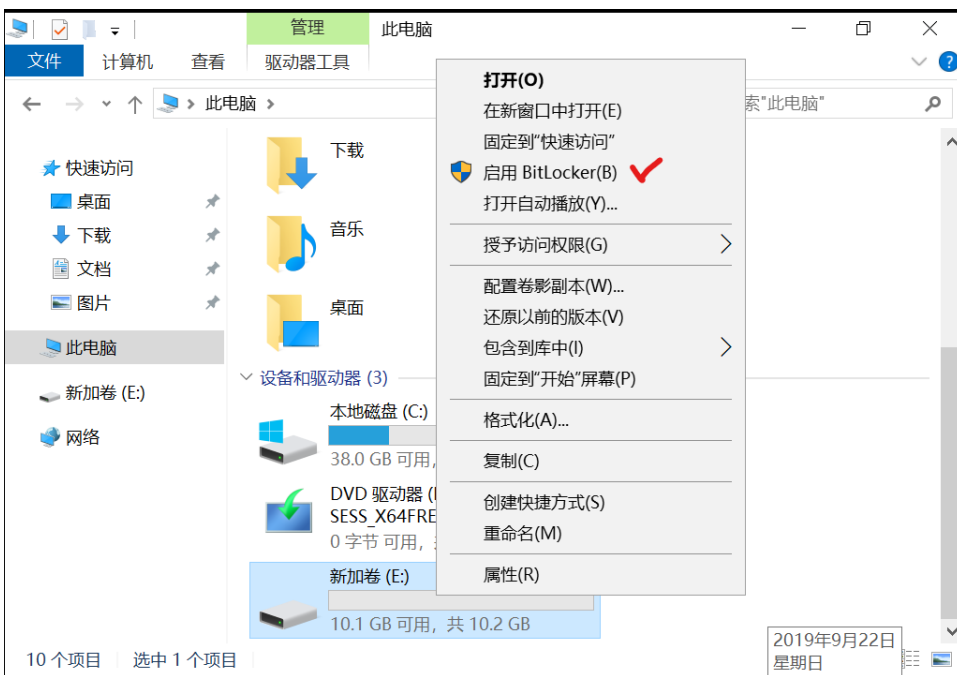 管理
此电脑
文件
计算机
查看
驱动器工具
此电脑
索"此电脑"
快速访问
桌面
下载
文档
图片
此电脑
新加卷 (E:)
网络
下载
音乐
桌面
设备和驱动器 (3)
本地磁盘 (C:)
38.0 GB 可用,
DVD 驱动器 (
SESS_X64FRE
0 字节 可用,
新加卷 (E:)
10.1 GB 可用, 共 10.2 GB
打开(O)
在新窗口中打开(E)
固定到"快速访问"
启用 BitLocker(B)
打开自动播放(Y)...
授予访问权限(G)
配置卷影副本(W)...
还原以前的版本(V)
包含到库中(I)
固定到"开始"屏幕(P)
格式化(A)...
复制(C)
创建快捷方式(S)
重命名(M)
属性(R)
10 个项目
选中 1 个项目
2019年9月22日
星期日